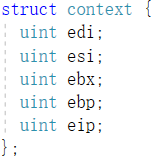 struct context {
  uint edi;
  uint esi;
  uint ebx;
  uint ebp;
  uint eip;
};